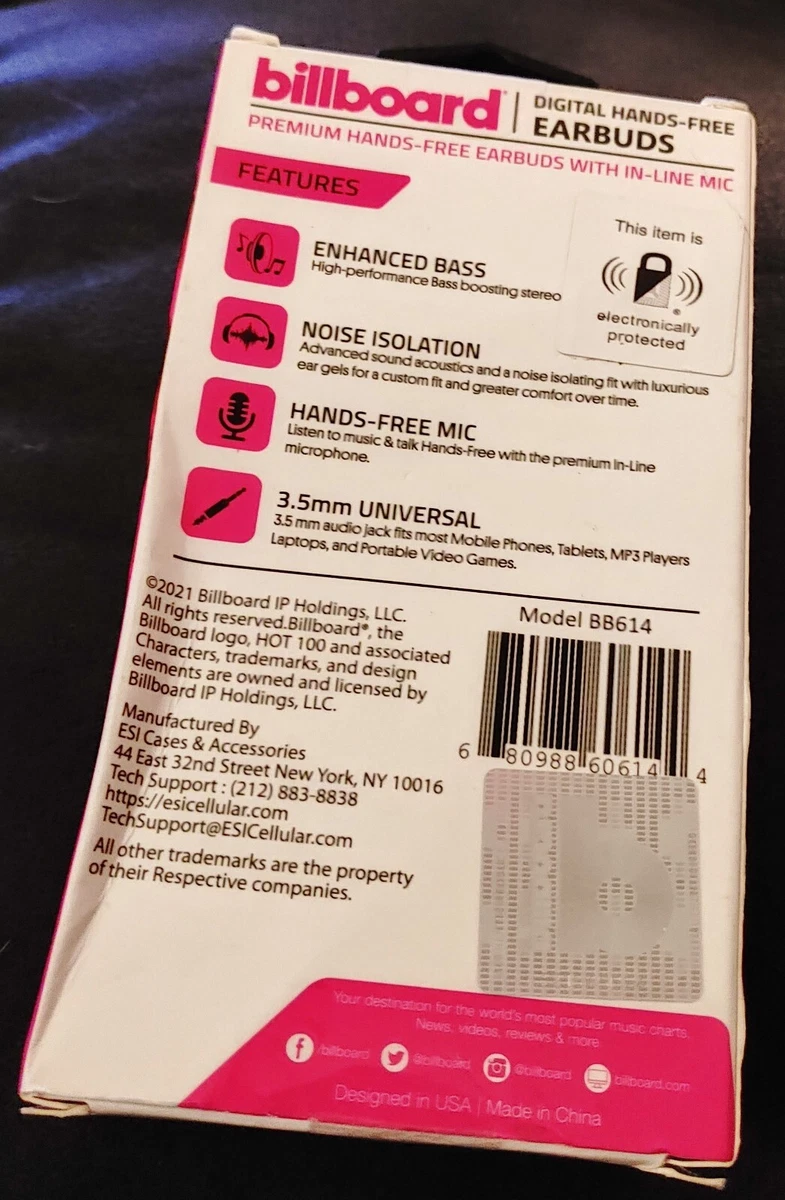 billboard® | DIGITAL HANDS-FREE
EARBUDS
PREMIUM HANDS-FREE EARBUDS WITH IN-LINE MIC
FEATURES
This item is
electronically
protected
®
ENHANCED BASS
High-performance Bass boosting stereo
NOISE ISOLATION
Advanced sound acoustics and a noise isolating fit with luxurious
ear gels for a custom fit and greater comfort over time.
HANDS-FREE MIC
Listen to music & talk Hands-Free with the premium In-Line
microphone.
3.5mm UNIVERSAL
3.5 mm audio jack fits most Mobile Phones, Tablets, MP3 Players
Laptops, and Portable Video Games.
©2021 Billboard IP Holdings, LLC.
All rights reserved.Billboard®, the
Billboard logo, HOT 100 and associated
Characters, trademarks, and design
elements are owned and licensed by
Billboard IP Holdings, LLC.
Manufactured By
ESI Cases & Accessories
44 East 32nd Street New York, NY 10016
Tech Support : (212) 883-8838
https://esicellular.com
TechSupport@ESICellular.com
All other trademarks are the property
of their Respective companies.
Model BB614
6 80988 60614 4
Your destination for the world's most popular music charts.
News, videos, reviews & more.
/billboard @billboard @billboard billboard.com
Designed in USA | Made in China